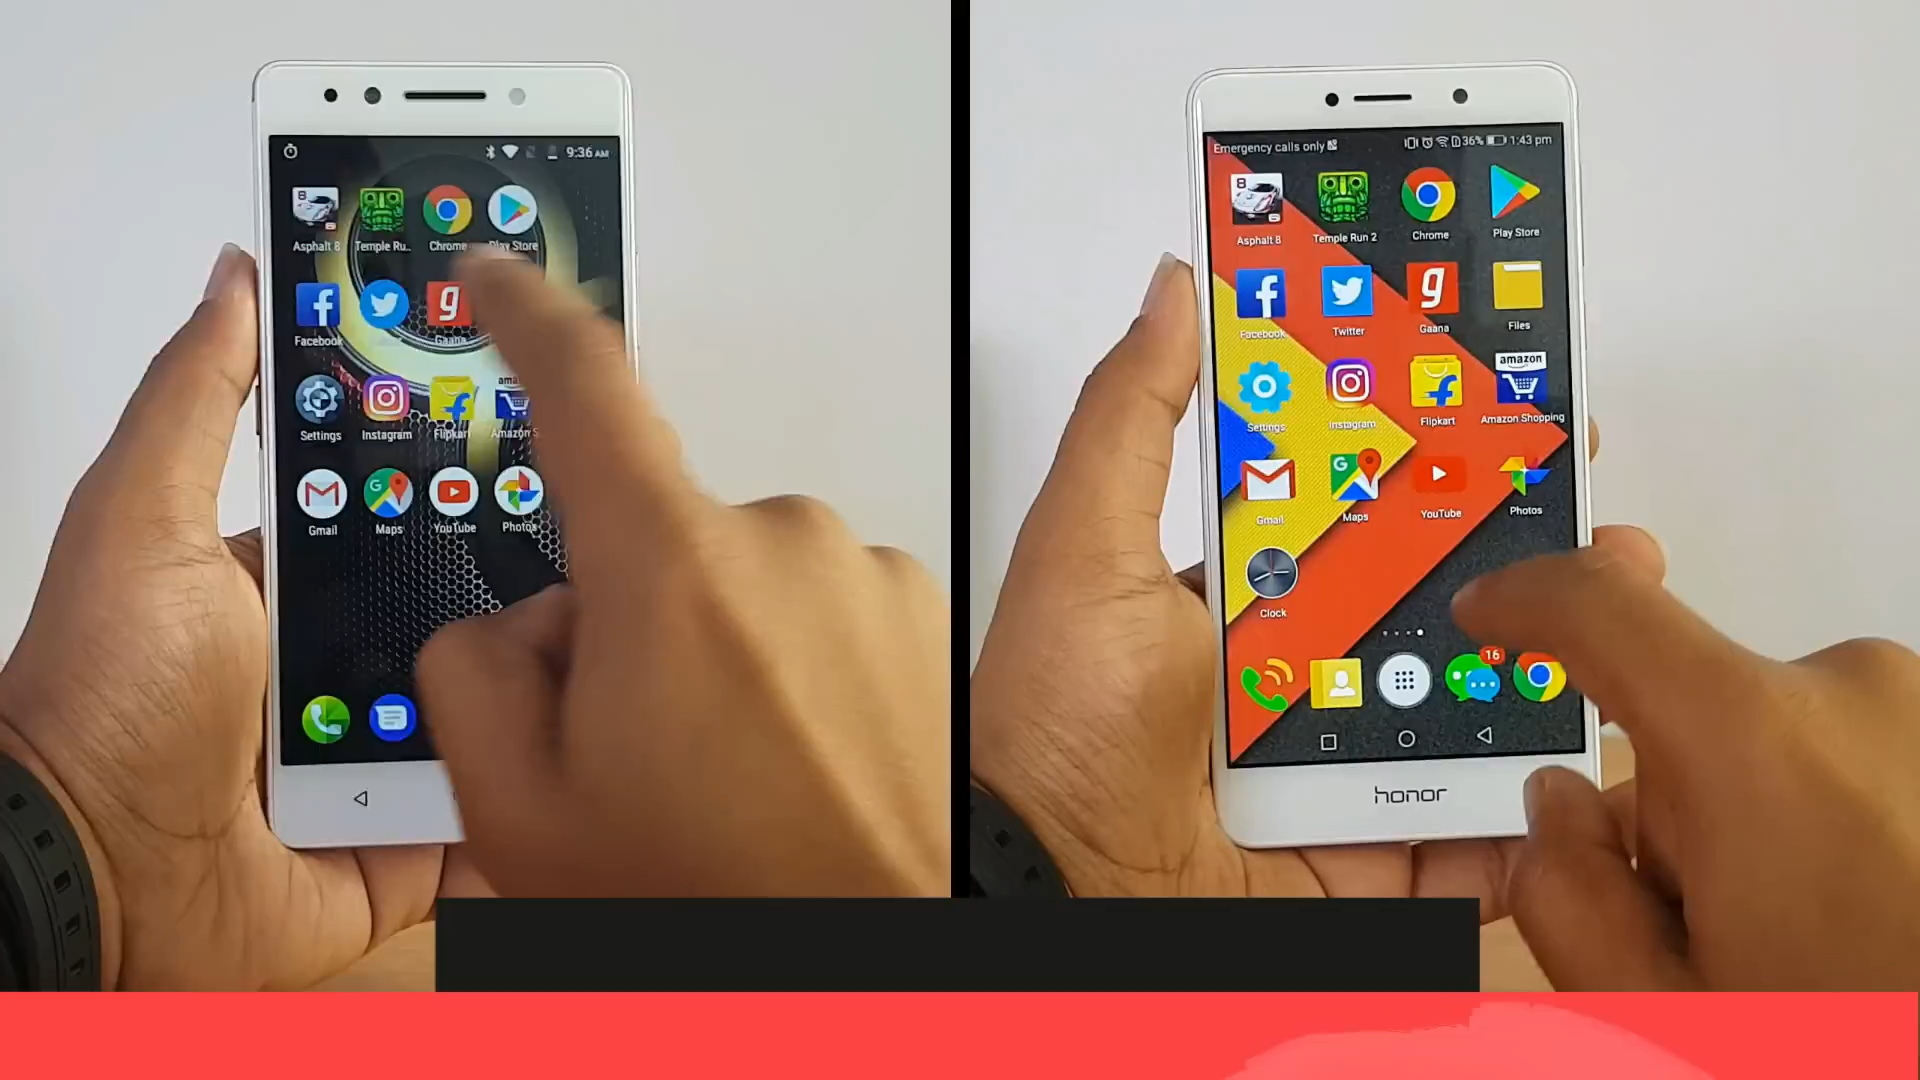 9:36 AM
Asphalt 8
Temple Ru..
Chrome
Play Store
Facebook
Gaana
Settings
Instagram
Flipkart
Amazon S
Gmail
Maps
YouTube
Photos
Emergency calls only
36%
1:43 pm
Asphalt 8
Temple Run 2
Chrome
Play Store
Facebook
Twitter
Gaana
Files
amazon
Settings
Instagram
Flipkart
Amazon Shopping
Gmail
Maps
YouTube
Photos
Clock
16
honor